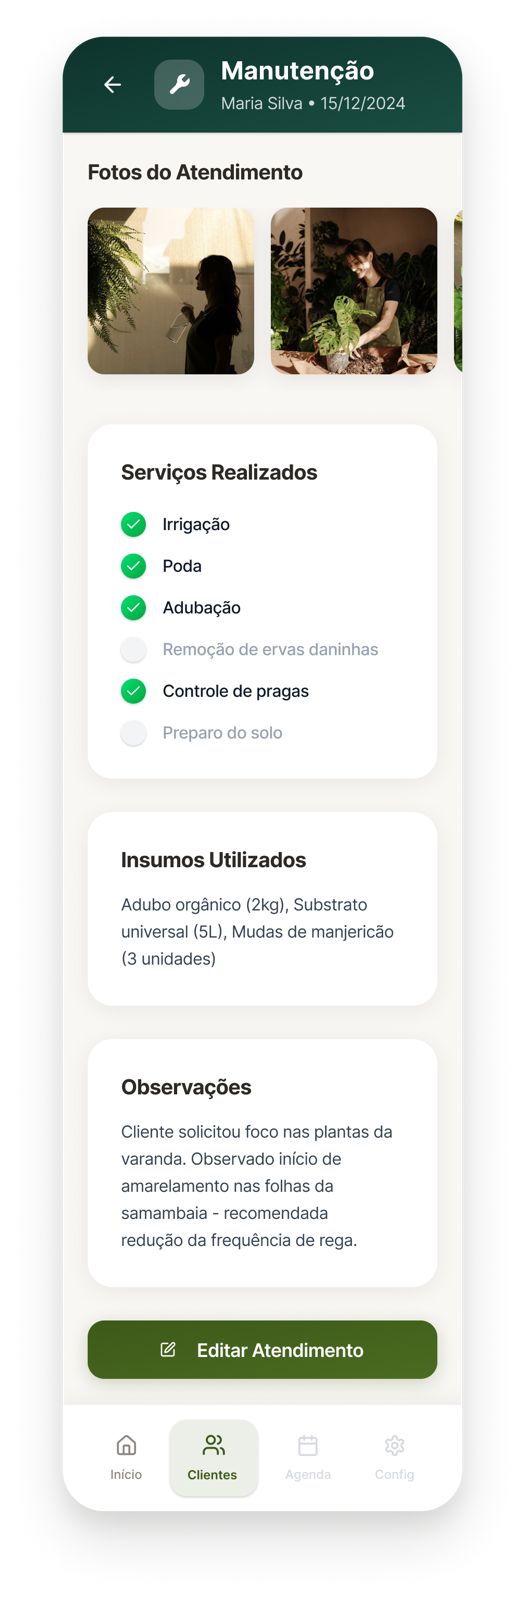 Manutenção
Maria Silva • 15/12/2024
Fotos do Atendimento
Serviços Realizados
Irrigação
Poda
Adubação
Remoção de ervas daninhas
Controle de pragas
Preparo do solo
Insumos Utilizados
Adubo orgânico (2kg), Substrato
universal (5L), Mudas de manjericão
(3 unidades)
Observações
Cliente solicitou foco nas plantas da
varanda. Observado início de
amarelamento nas folhas da
samambaia - recomendada
redução da frequência de rega.
Editar Atendimento
Início
Clientes
Agenda
Config